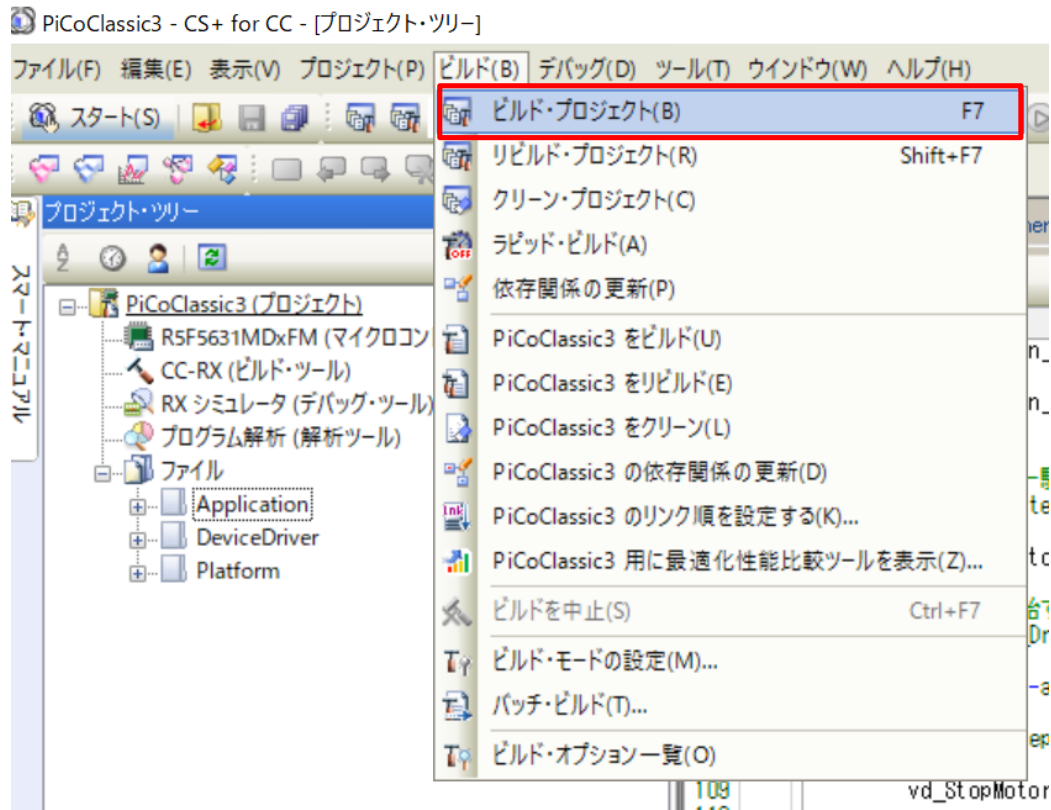 PiCoClassic3 - CS+ for CC - [プロジェクト・ツリー]
ファイル(F) 編集(E) 表示(V) プロジェクト(P) ビルド(B) デバッグ(D) ツール(T) ウインドウ(W) ヘルプ(H)
スタート(S)
ビルド・プロジェクト(B) F7
リビルド・プロジェクト(R) Shift+F7
クリーン・プロジェクト(C)
ラピッド・ビルド(A)
依存関係の更新(P)
PiCoClassic3 をビルド(U)
PiCoClassic3 をリビルド(E)
PiCoClassic3 をクリーン(L)
PiCoClassic3 の依存関係の更新(D)
PiCoClassic3 のリンク順を設定する(K)...
PiCoClassic3 用に最適化性能比較ツールを表示(Z)...
ビルドを中止(S) Ctrl+F7
ビルド・モードの設定(M)...
バッチ・ビルド(T)...
ビルド・オプション一覧(O)
スマート・マニュアル
プロジェクト・ツリー
PiCoClassic3 (プロジェクト)
R5F5631MDxFM (マイクロコン
CC-RX (ビルド・ツール)
RX シミュレータ (デバッグ・ツール)
プログラム解析 (解析ツール)
ファイル
Application
DeviceDriver
Platform
109 vd_StopMotor